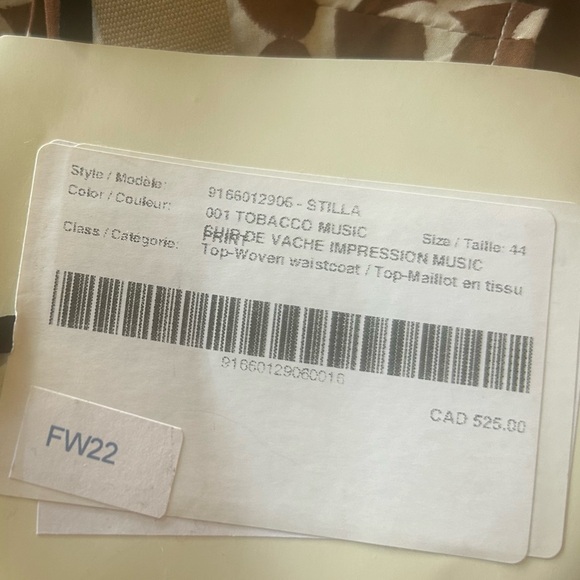 Style / Modèle: 9166012906 - STILLA
Color / Couleur: 001 TOBACCO MUSIC Size / Taille: 44
PRINT
CUIR DE VACHE IMPRESSION MUSIC
Class / Categorie: Top-Woven waistcoat / Top-Maillot en tissu
91660129060016
CAD 525.00
FW22